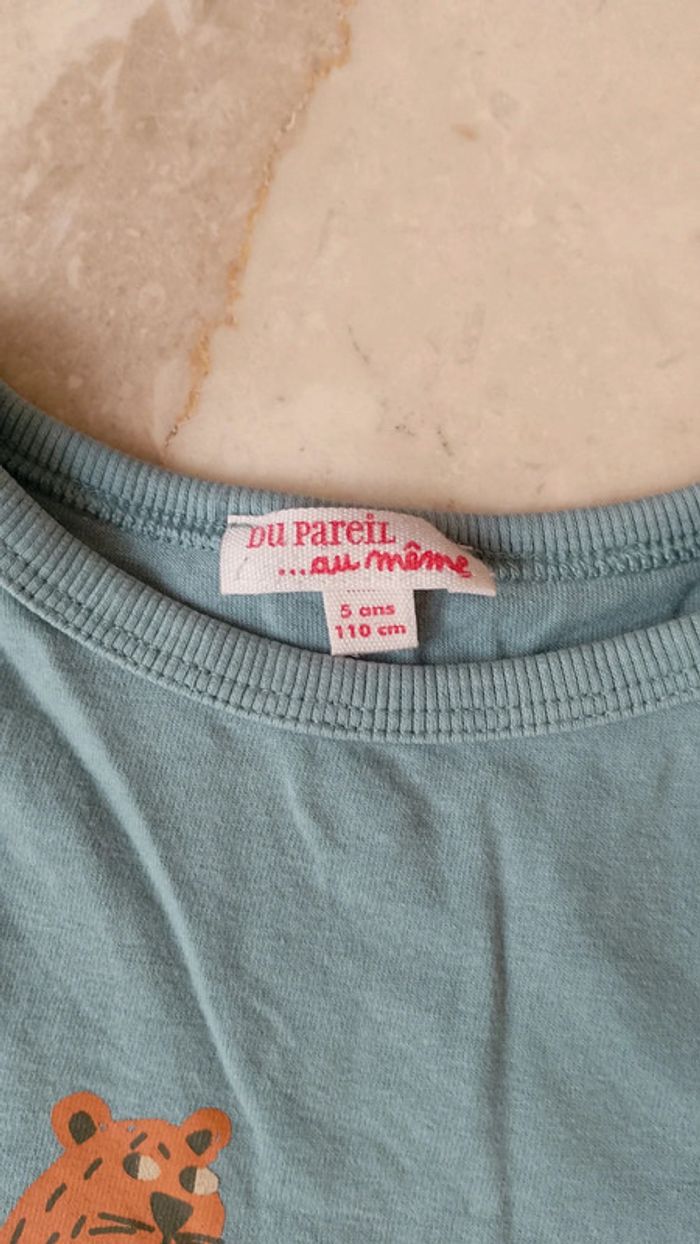 DU PAREIL
...au même
5 ans
110 cm